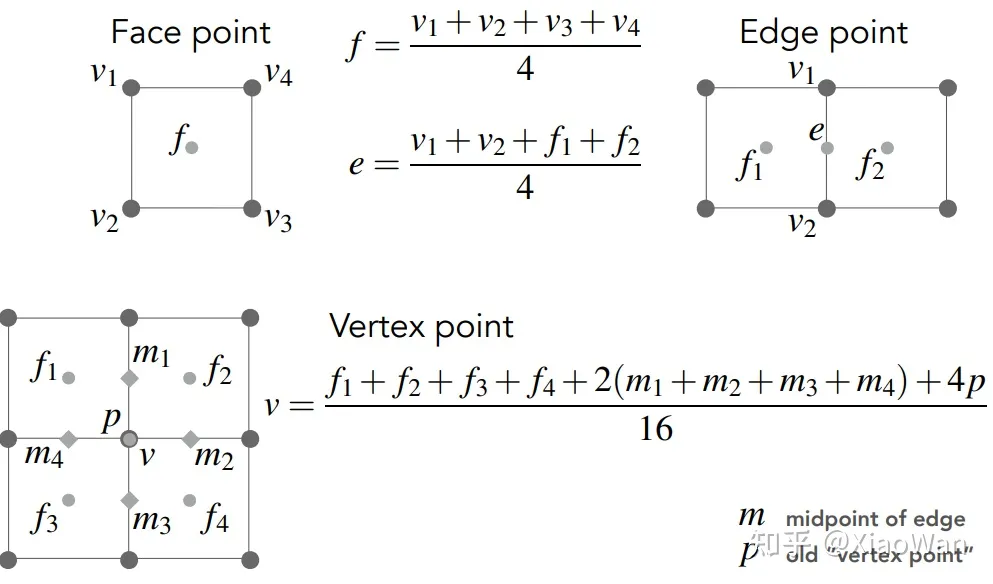 Face point
v₁ v₄
f
v₂ v₃
f = (v₁ + v₂ + v₃ + v₄) / 4
e = (v₁ + v₂ + f₁ + f₂) / 4
Edge point
v₁
e
f₁ f₂
v₂
Vertex point
f₁ m₁ f₂
p
m₄ v m₂
f₃ m₃ f₄
v = (f₁ + f₂ + f₃ + f₄ + 2(m₁ + m₂ + m₃ + m₄) + 4p) / 16
m midpoint of edge
p old "vertex point"
知乎 @XiaoWan